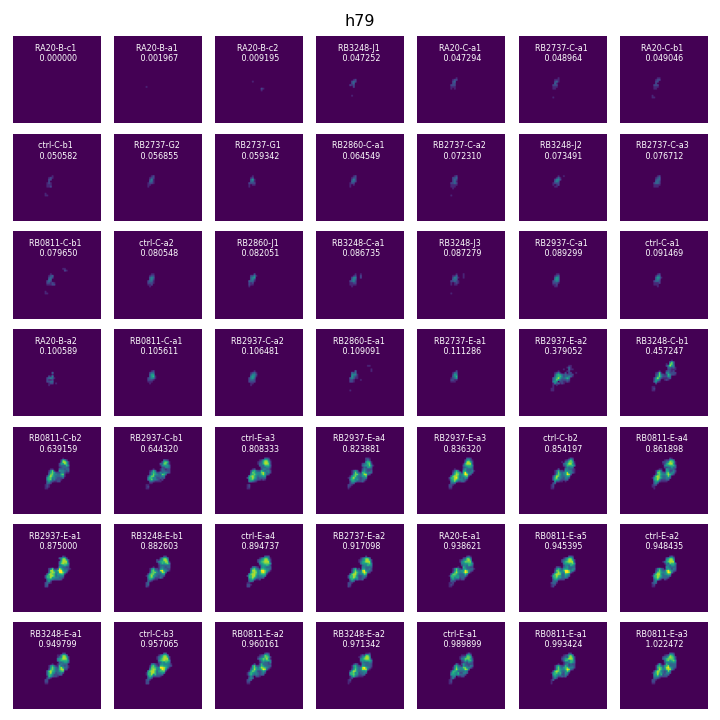 h79
RA20-B-c1 RA20-B-a1 RA20-B-c2 RB3248-J1 RA20-C-a1 RB2737-C-a1 RA20-C-b1
0.000000 0.001967 0.009195 0.047252 0.047294 0.048964 0.049046
ctrl-C-b1 RB2737-G2 RB2737-G1 RB2860-C-a1 RB2737-C-a2 RB3248-J2 RB2737-C-a3
0.050582 0.056855 0.059342 0.064549 0.072310 0.073491 0.076712
RB0811-C-b1 ctrl-C-a2 RB2860-J1 RB3248-C-a1 RB3248-J3 RB2937-C-a1 ctrl-C-a1
0.079650 0.080548 0.082051 0.086735 0.087279 0.089299 0.091469
RA20-B-a2 RB0811-C-a1 RB2937-C-a2 RB2860-E-a1 RB2737-E-a1 RB2937-E-a2 RB3248-C-b1
0.100589 0.105611 0.106481 0.109091 0.111286 0.379052 0.457247
RB0811-C-b2 RB2937-C-b1 ctrl-E-a3 RB2937-E-a4 RB2937-E-a3 ctrl-C-b2 RB0811-E-a4
0.639159 0.644320 0.808333 0.823881 0.836320 0.854197 0.861898
RB2937-E-a1 RB3248-E-b1 ctrl-E-a4 RB2737-E-a2 RA20-E-a1 RB0811-E-a5 ctrl-E-a2
0.875000 0.882603 0.894737 0.917098 0.938621 0.945395 0.948435
RB3248-E-a1 ctrl-C-b3 RB0811-E-a2 RB3248-E-a2 ctrl-E-a1 RB0811-E-a1 RB0811-E-a3
0.949799 0.957065 0.960161 0.971342 0.989899 0.993424 1.022472